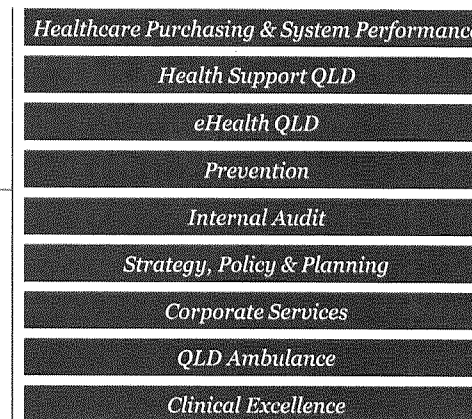 Healthcare Purchasing & System Performance
Health Support QLD
eHealth QLD
Prevention
Internal Audit
Strategy, Policy & Planning
Corporate Services
QLD Ambulance
Clinical Excellence